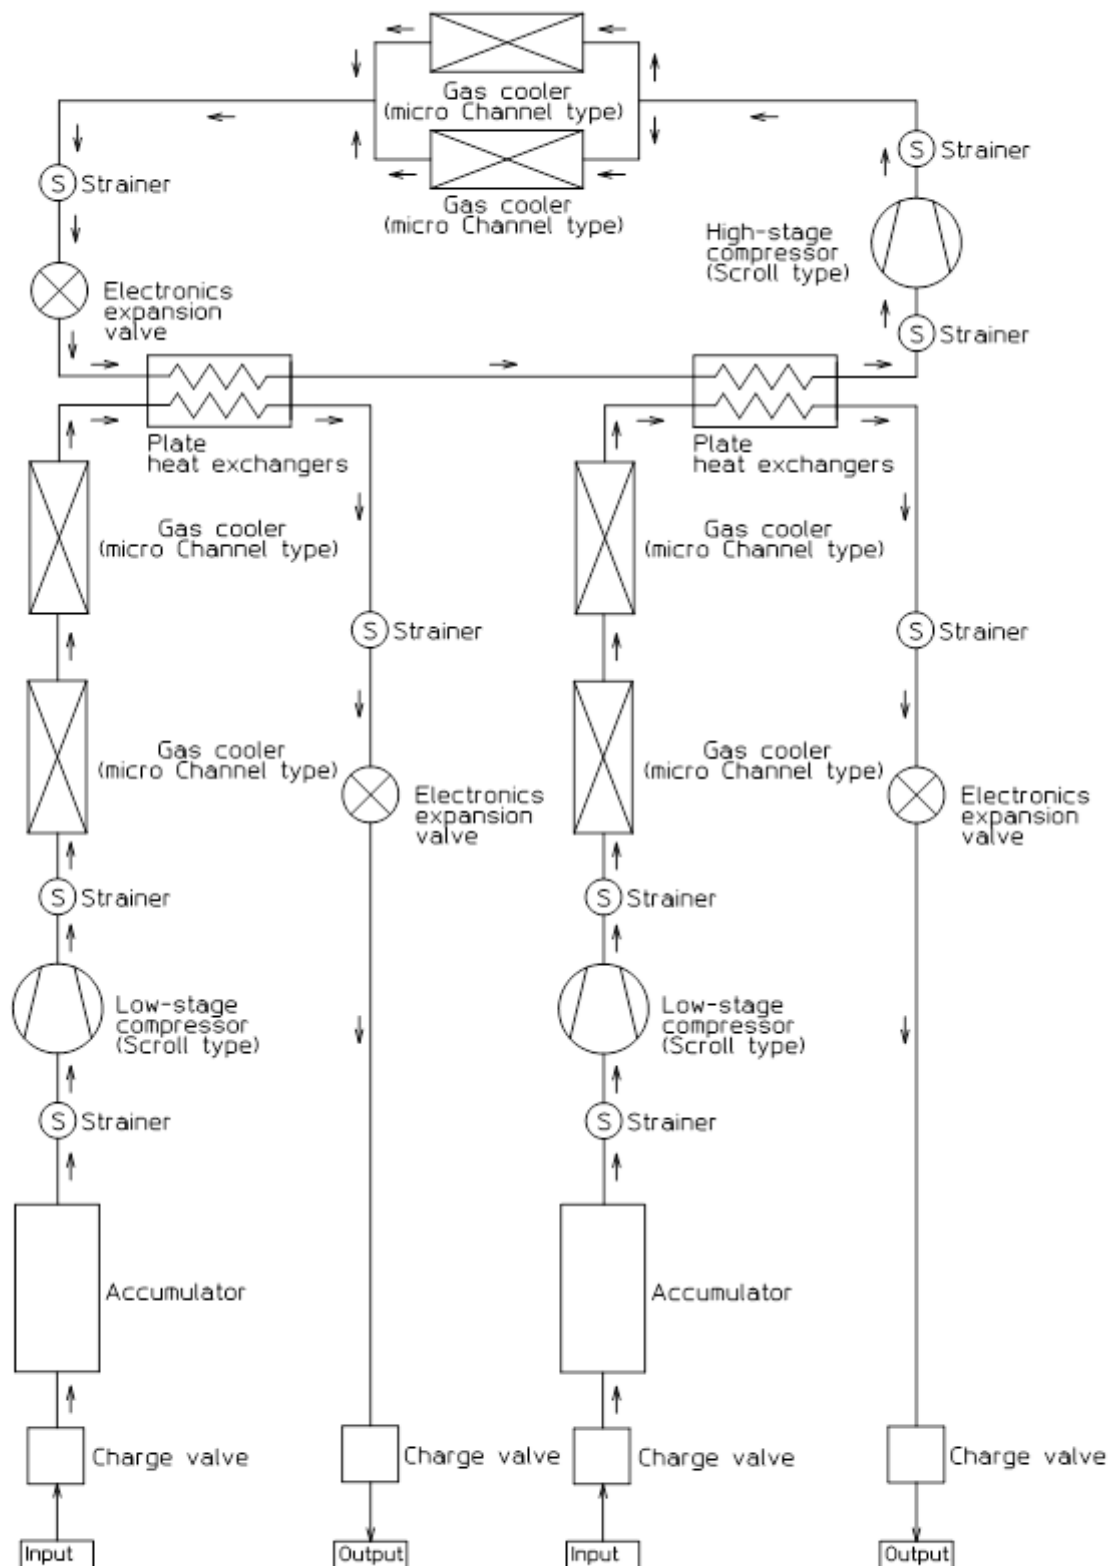 Gas cooler
(micro Channel type)
Gas cooler
(micro Channel type)
S Strainer
S Strainer
High-stage
compressor
(Scroll type)
Electronics
expansion
valve
S Strainer
Plate
heat exchangers
Plate
heat exchangers
Gas cooler
(micro Channel type)
Gas cooler
(micro Channel type)
S Strainer
S Strainer
Gas cooler
(micro Channel type)
Gas cooler
(micro Channel type)
Electronics
expansion
valve
Electronics
expansion
valve
S Strainer
S Strainer
Low-stage
compressor
(Scroll type)
Low-stage
compressor
(Scroll type)
S Strainer
S Strainer
Accumulator
Accumulator
Charge valve
Charge valve
Charge valve
Charge valve
Input
Output
Input
Output